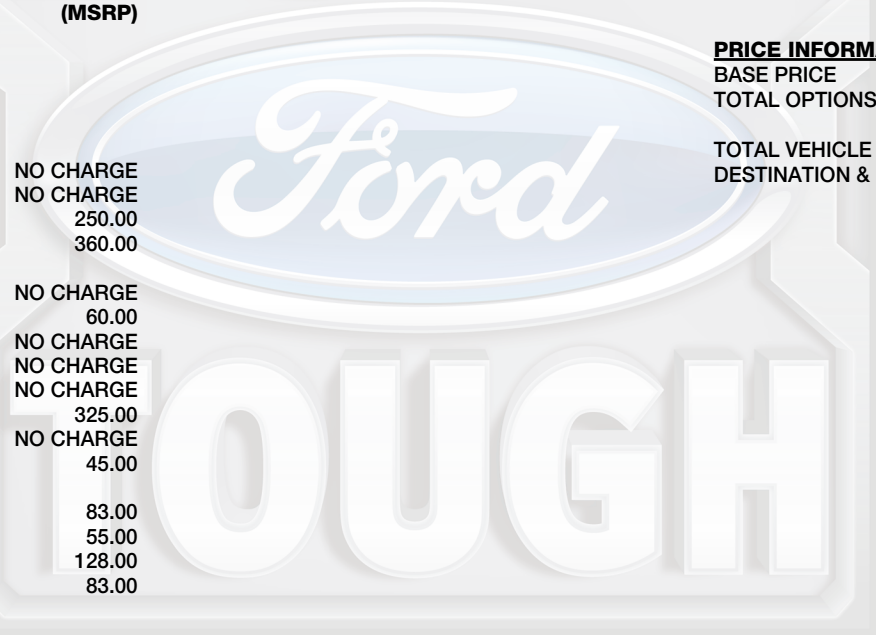 (MSRP)
PRICE INFORMA
BASE PRICE
TOTAL OPTIONS
TOTAL VEHICLE
DESTINATION &
NO CHARGE
NO CHARGE
250.00
360.00
NO CHARGE
60.00
NO CHARGE
NO CHARGE
NO CHARGE
325.00
NO CHARGE
45.00
83.00
55.00
128.00
83.00
Ford
TOUGH